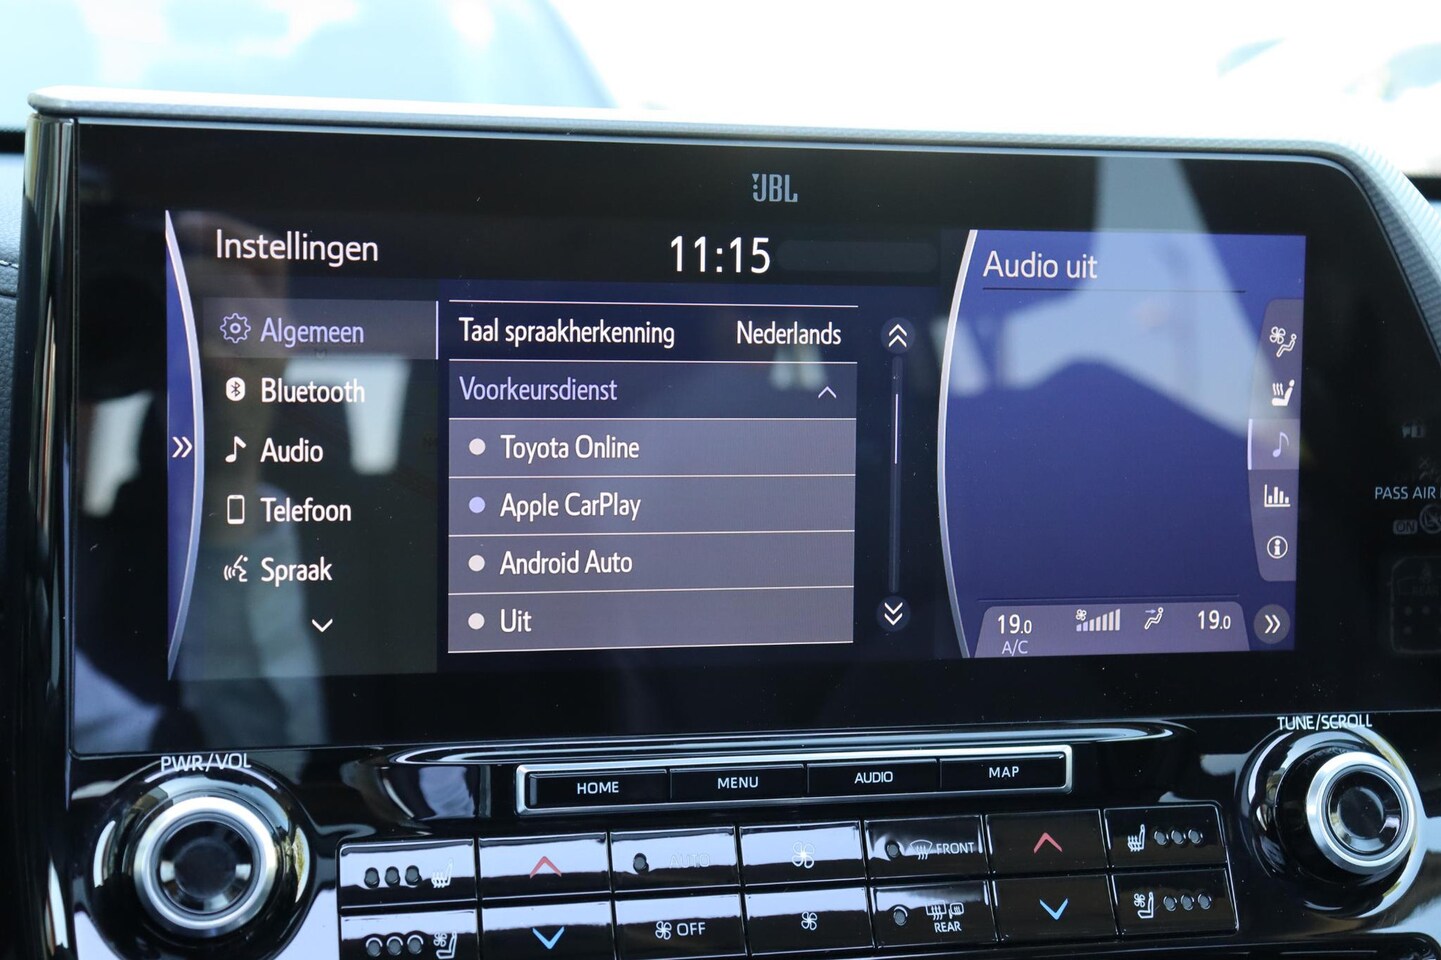 JBL
Instellingen
11:15
Audio uit
Algemeen
Bluetooth
Audio
Telefoon
Spraak
Taal spraakherkenning Nederlands
Voorkeursdienst
Toyota Online
Apple CarPlay
Android Auto
Uit
19.0
A/C
19.0
PASS AIR
ON
PWR/VOL
TUNE/SCROLL
HOME MENU AUDIO MAP
AUTO
FRONT
OFF
REAR